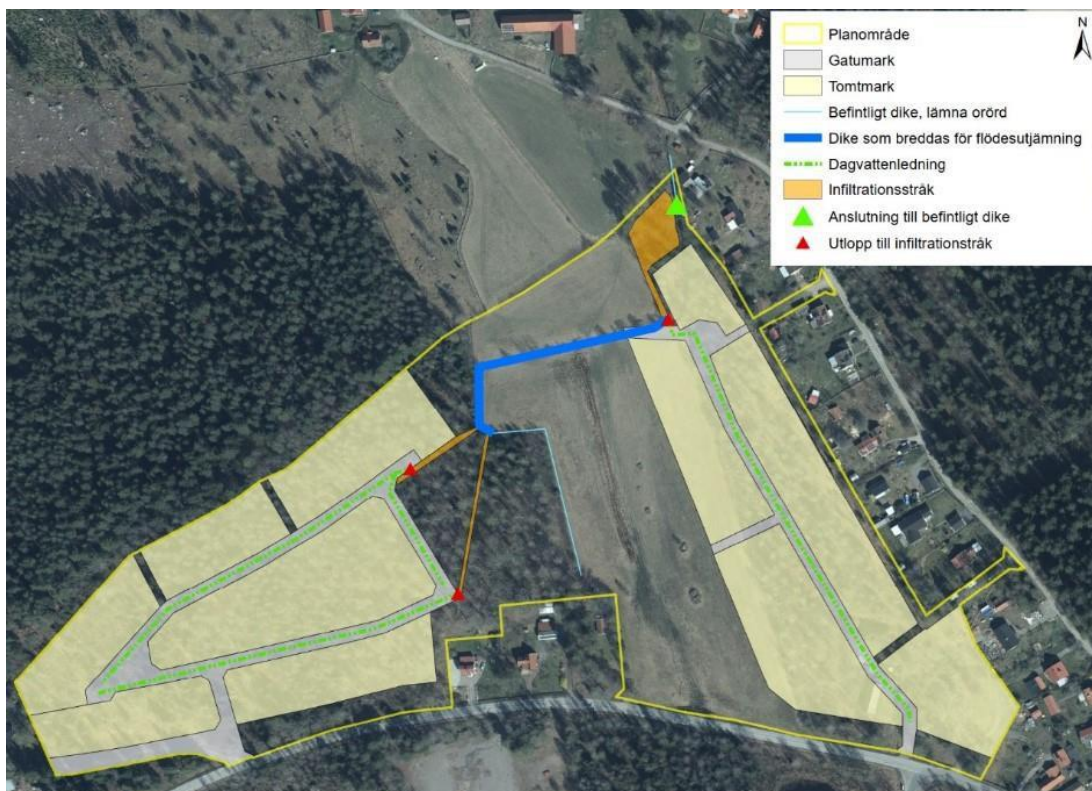 N
Planområde
Gatumark
Tomtmark
Befintligt dike, lämna orörd
Dike som breddas för flödesutjämning
Dagvattenledning
Infiltrationsstråk
Anslutning till befintligt dike
Utlopp till infiltrationstråk